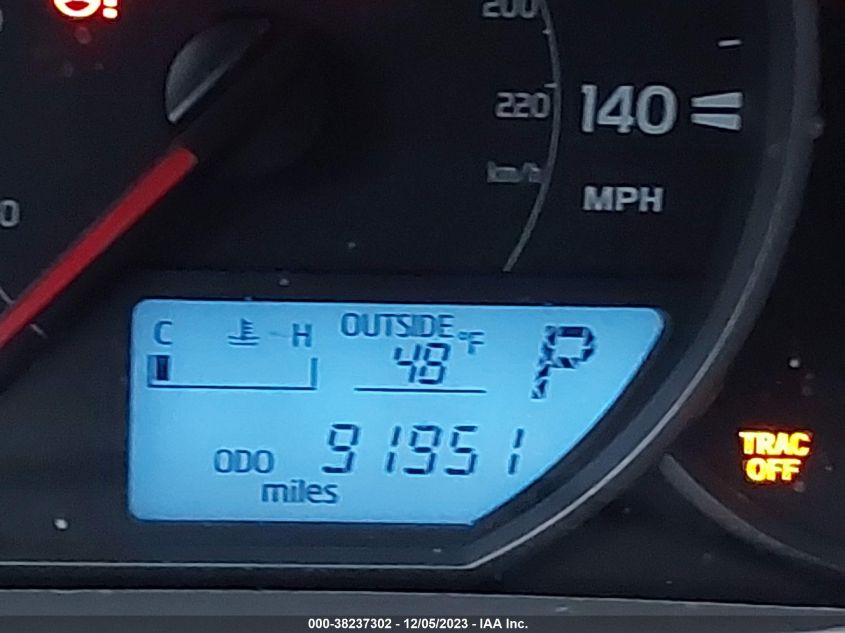 200
220
140
km/h
MPH
0
C H
OUTSIDE
48 °F
P
ODO 91951
miles
TRAC
OFF
000-38237302 - 12/05/2023 - IAA Inc.